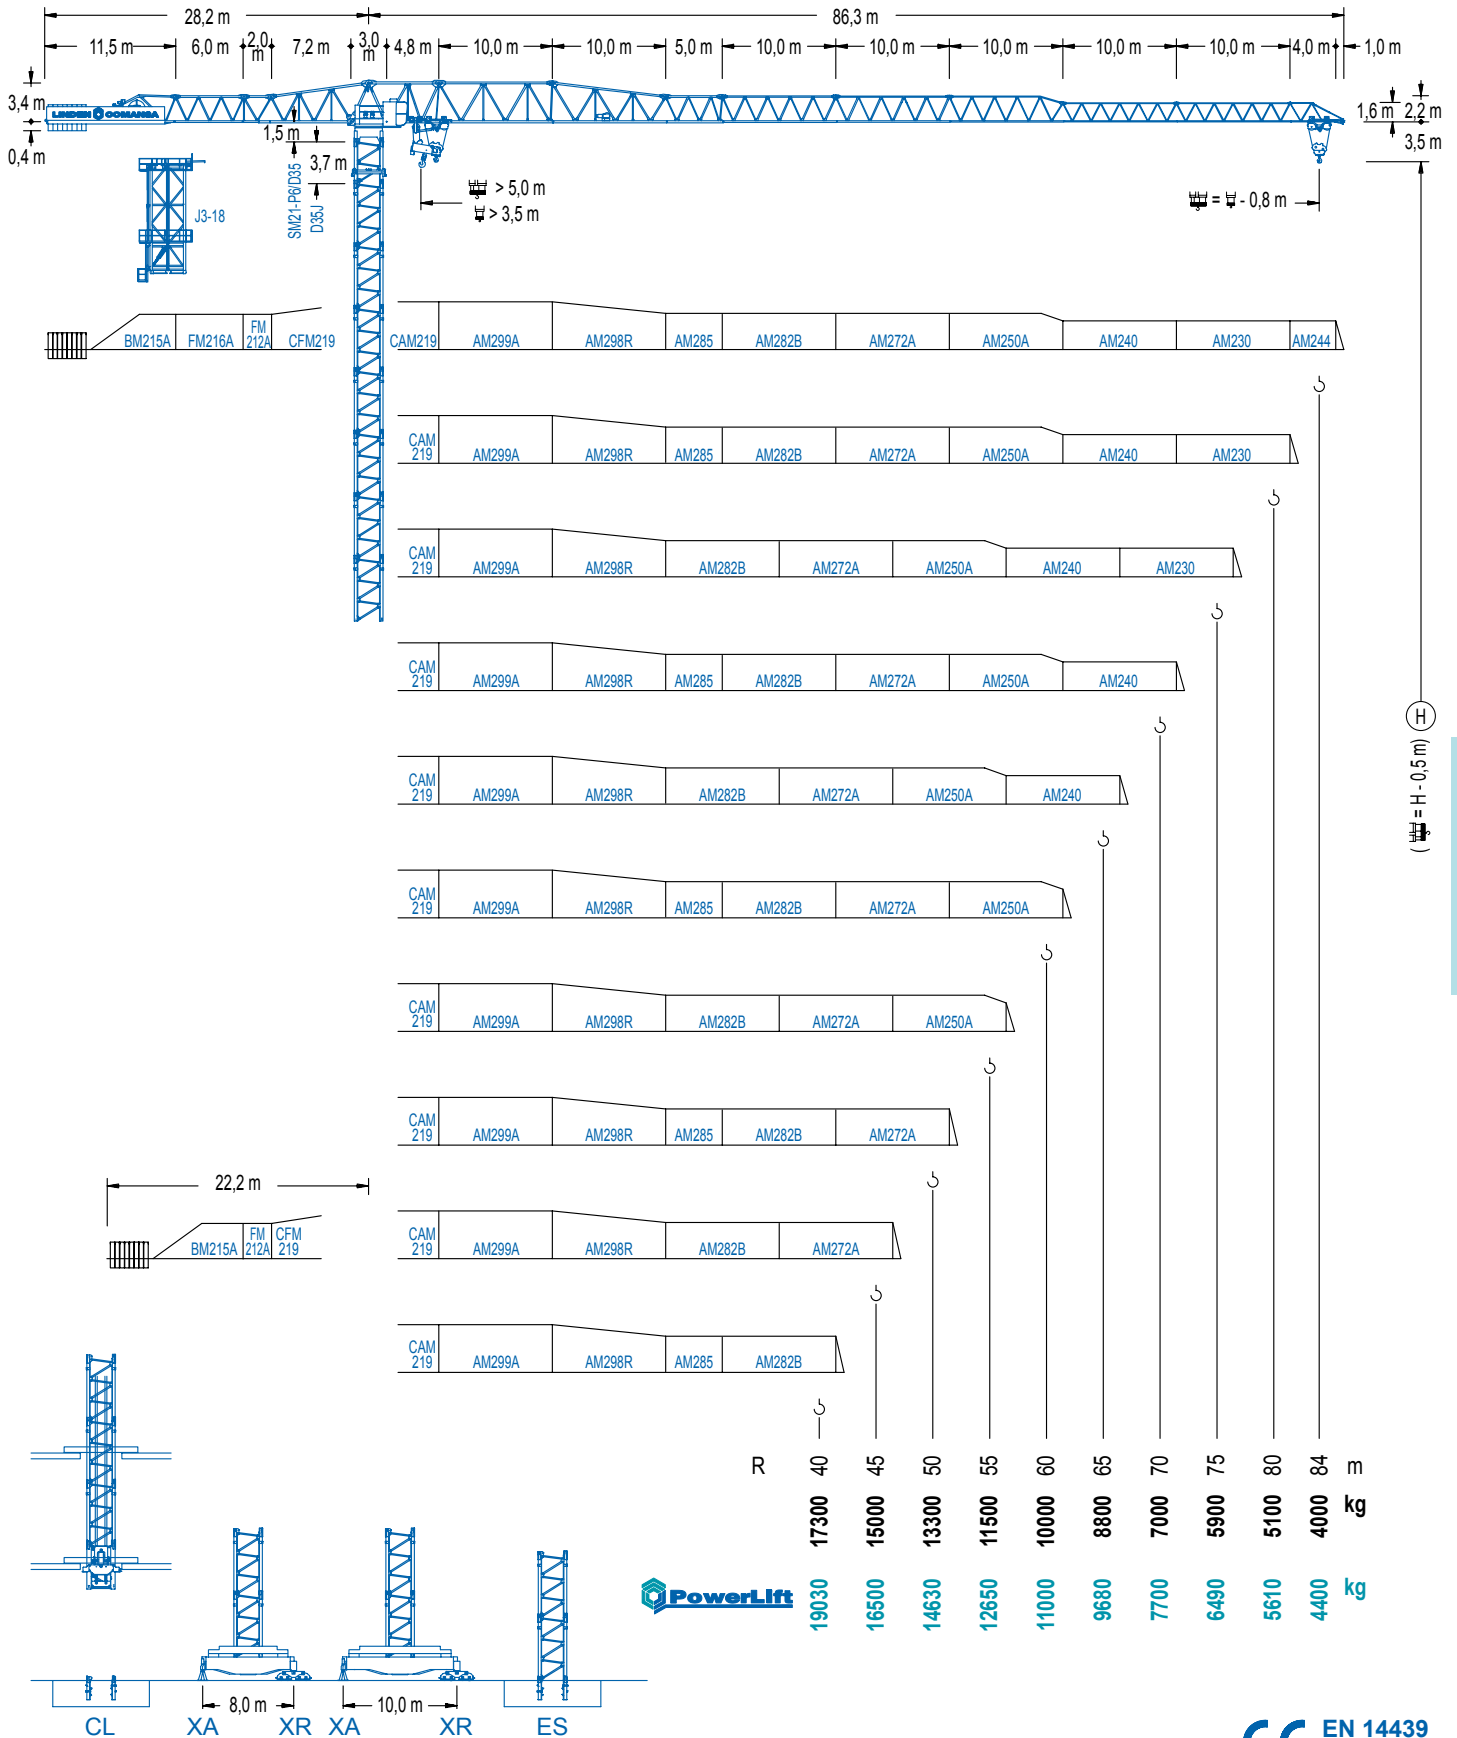 28,2 m 86,3 m
11,5 m 6,0 m 2,0 m 7,2 m 3,0 m 4,8 m 10,0 m 10,0 m 5,0 m 10,0 m 10,0 m 10,0 m 10,0 m 10,0 m 4,0 m 1,0 m
3,4 m
LINDEN COMANSA
0,4 m
1,5 m
3,7 m
SM21-P6/D35
D35J
J3-18
> 5,0 m
> 3,5 m
= - 0,8 m
1,6 m 2,2 m
3,5 m
BM215A FM216A FM 212A CFM219 CAM219 AM299A AM298R AM285 AM282B AM272A AM250A AM240 AM230 AM244
CAM 219 AM299A AM298R AM285 AM282B AM272A AM250A AM240 AM230
CAM 219 AM299A AM298R AM282B AM272A AM250A AM240 AM230
CAM 219 AM299A AM298R AM285 AM282B AM272A AM250A AM240
H
( = H - 0,5 m)
CAM 219 AM299A AM298R AM282B AM272A AM250A AM240
CAM 219 AM299A AM298R AM285 AM282B AM272A AM250A
CAM 219 AM299A AM298R AM282B AM272A AM250A
CAM 219 AM299A AM298R AM285 AM282B AM272A
22,2 m
BM215A FM 212A CFM 219 CAM 219 AM299A AM298R AM282B AM272A
CAM 219 AM299A AM298R AM285 AM282B
R 40 45 50 55 60 65 70 75 80 84 m
17300 15000 13300 11500 10000 8800 7000 5900 5100 4000 kg
PowerLift 19030 16500 14630 12650 11000 9680 7700 6490 5610 4400 kg
8,0 m 10,0 m
CL XA XR XA XR ES
CE EN 14439